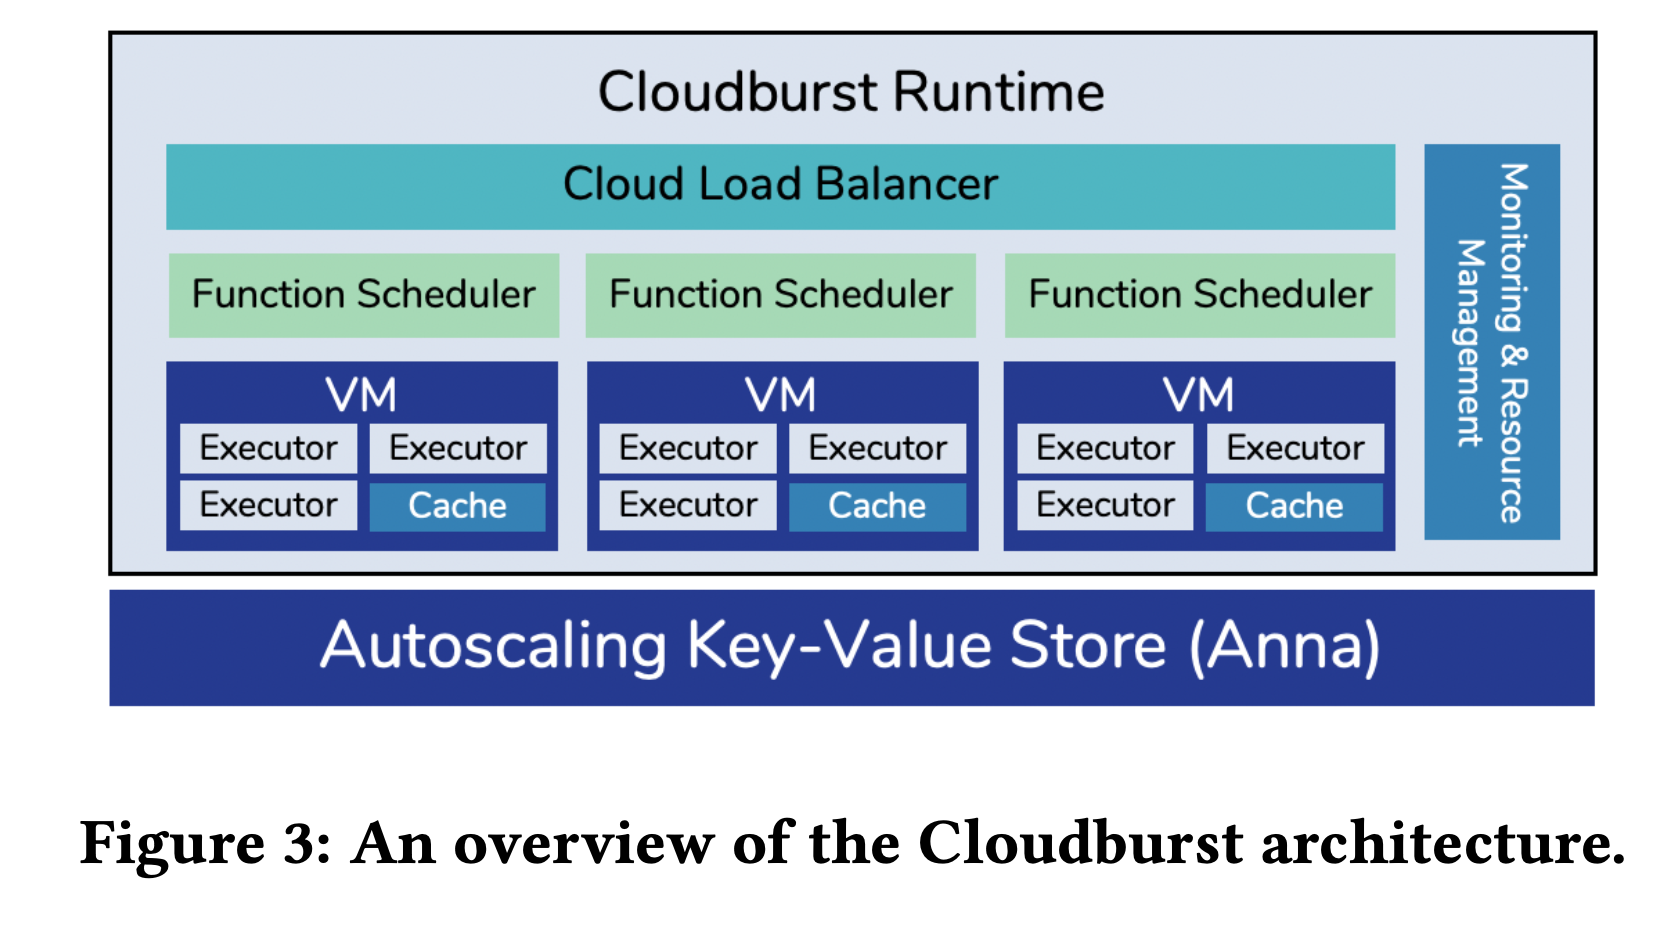 Cloudburst Runtime
Cloud Load Balancer
Function Scheduler
Function Scheduler
Function Scheduler
VM
Executor
Executor
Executor
Cache
VM
Executor
Executor
Executor
Cache
VM
Executor
Executor
Executor
Cache
Monitoring & Resource
Management
Autoscaling Key-Value Store (Anna)
Figure 3: An overview of the Cloudburst architecture.